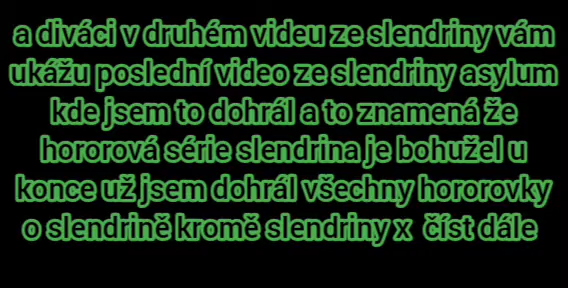 a diváci v druhém videu ze slendriny vám
ukážu poslední video ze slendriny asylum
kde jsem to dohrál a to znamená že
hororová série slendrina je bohužel u
konce už jsem dohrál všechny hororovky
o slendrině kromě slendriny x  číst dále